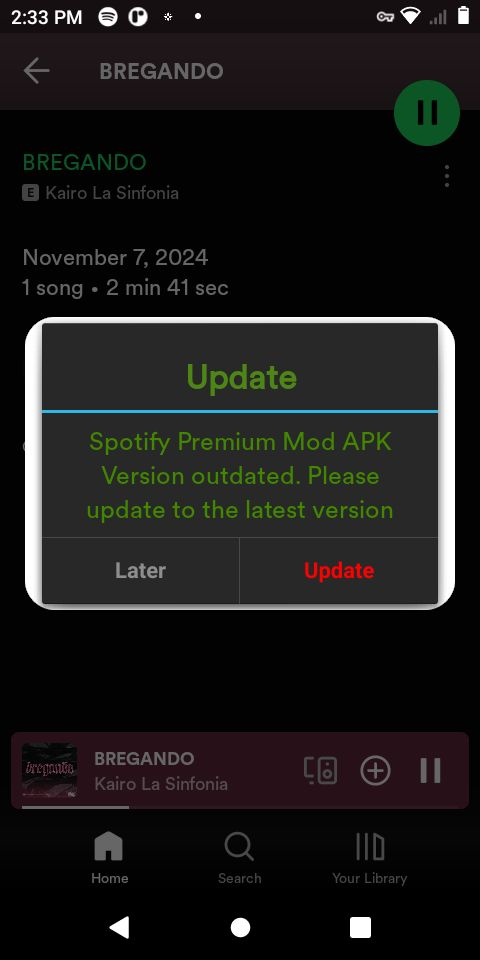 2:33 PM
BREGANDO
BREGANDO
E Kairo La Sinfonia
November 7, 2024
1 song • 2 min 41 sec
Update
Spotify Premium Mod APK
Version outdated. Please
update to the latest version
Later
Update
bregando
BREGANDO
Kairo La Sinfonia
Home
Search
Your Library